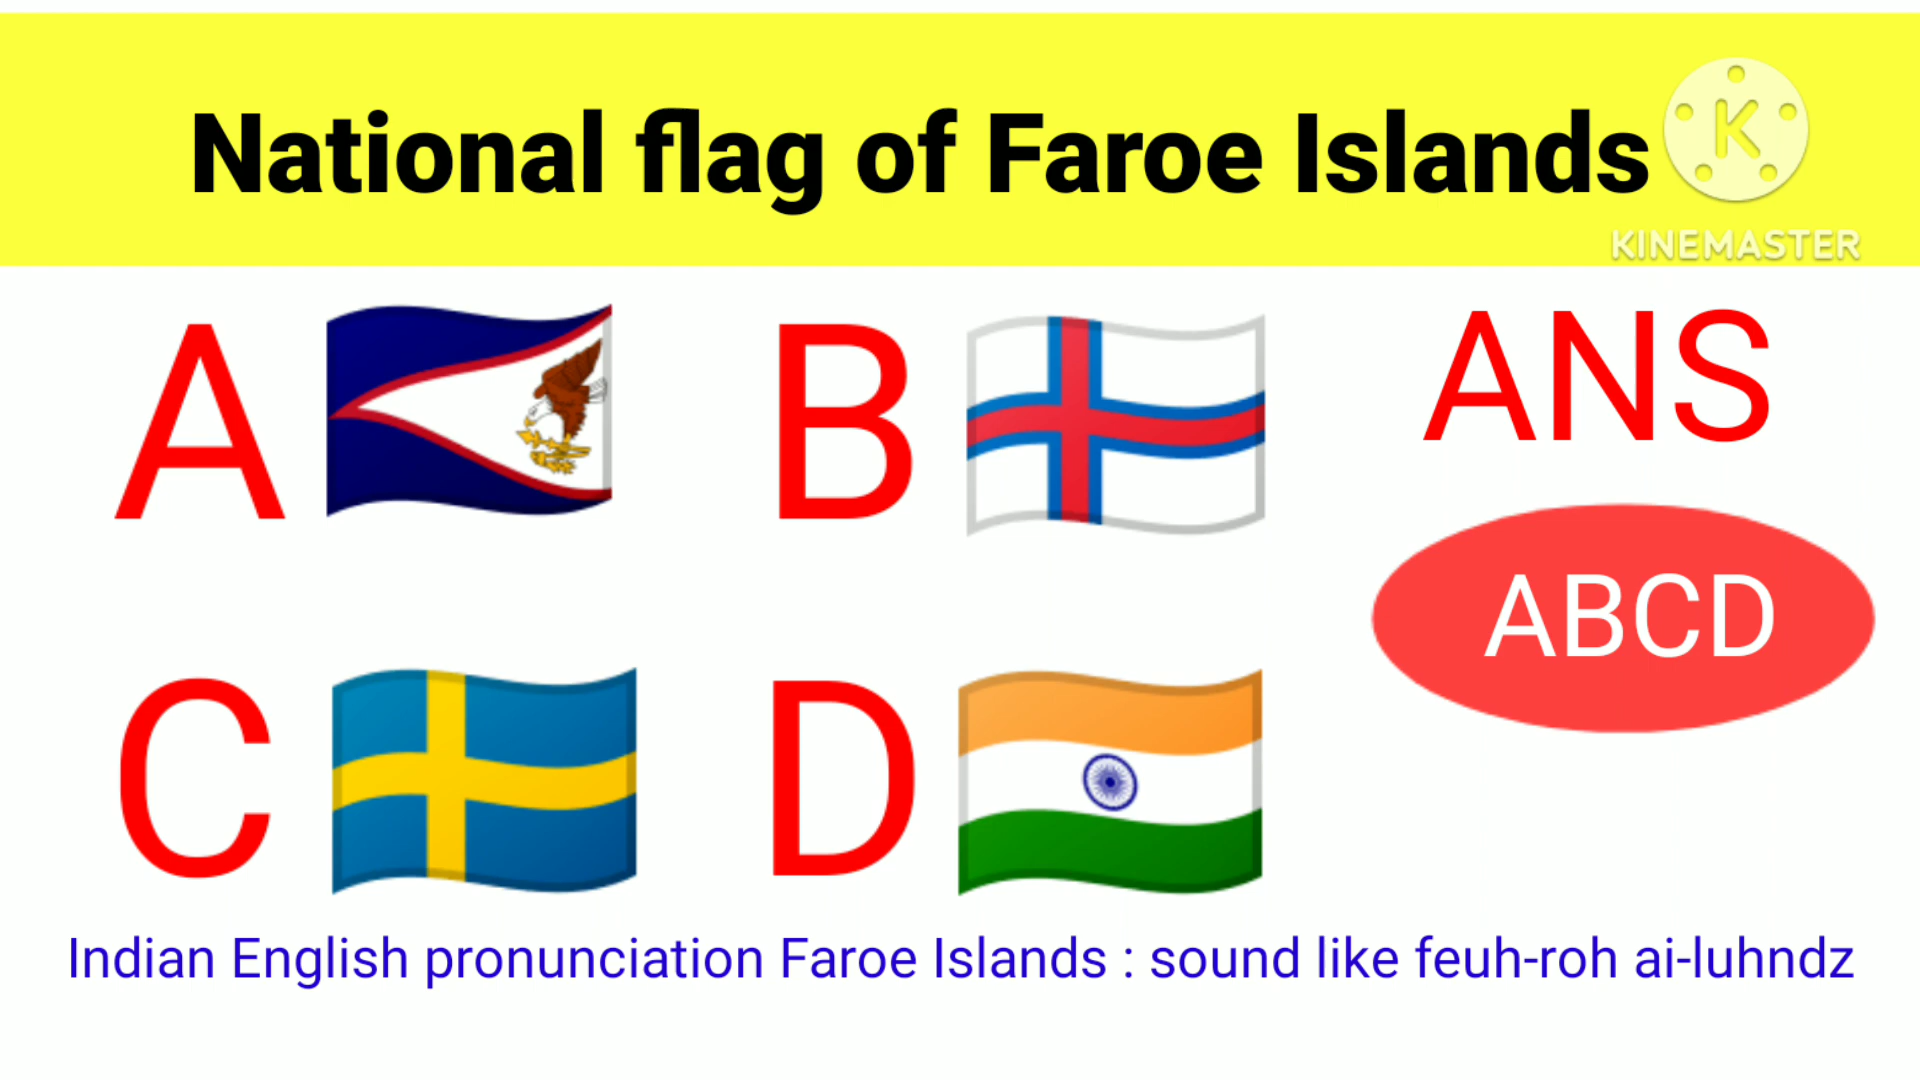 National flag of Faroe Islands
K
KINEMASTER
A
B
ANS
ABCD
C
D
Indian English pronunciation Faroe Islands : sound like feuh-roh ai-luhndz